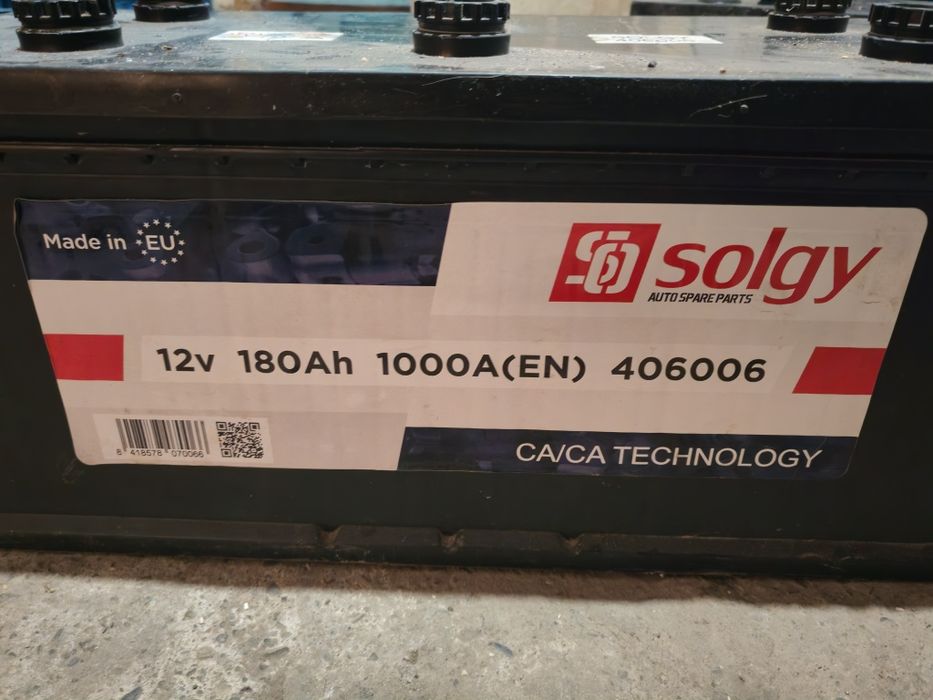 Made in EU
solgy
AUTO SPARE PARTS
12v 180Ah 1000A(EN) 406006
8 418578 070066
CA/CA TECHNOLOGY